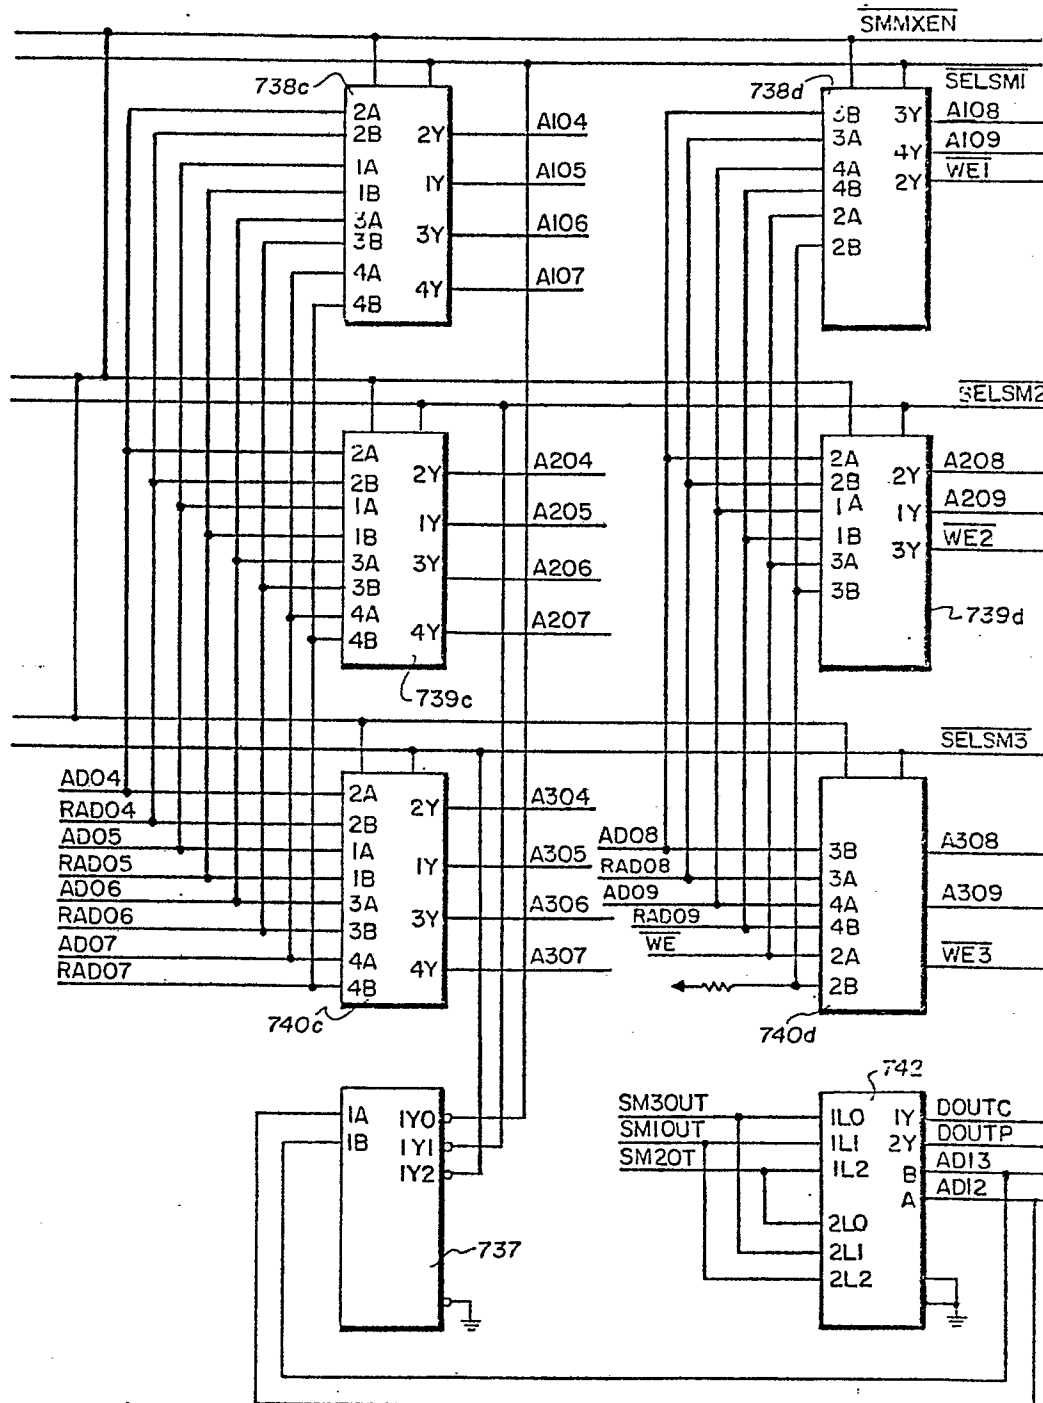 SMMXEN
738c
738d
SELSM1
2A
2B
1A
1B
3A
3B
4A
4B
2Y
1Y
3Y
4Y
A104
A105
A106
A107
3B
3A
4A
4B
2A
2B
3Y
4Y
2Y
A108
A109
WE1
SELSM2
2A
2B
1A
1B
3A
3B
4A
4B
2Y
1Y
3Y
4Y
A204
A205
A206
A207
739c
2A
2B
1A
1B
3A
3B
2Y
1Y
3Y
A208
A209
WE2
739d
SELSM3
AD04
RAD04
AD05
RAD05
AD06
RAD06
AD07
RAD07
2A
2B
1A
1B
3A
3B
4A
4B
2Y
1Y
3Y
4Y
A304
A305
A306
A307
740c
AD08
RAD08
AD09
RAD09
WE
3B
3A
4A
4B
2A
2B
A308
A309
WE3
740d
1A
1B
1Y0
1Y1
1Y2
737
742
SM3OUT
SM1OUT
SM2OT
1L0
1L1
1L2
2L0
2L1
2L2
1Y
2Y
B
A
DOUTC
DOUTP
AD13
AD12